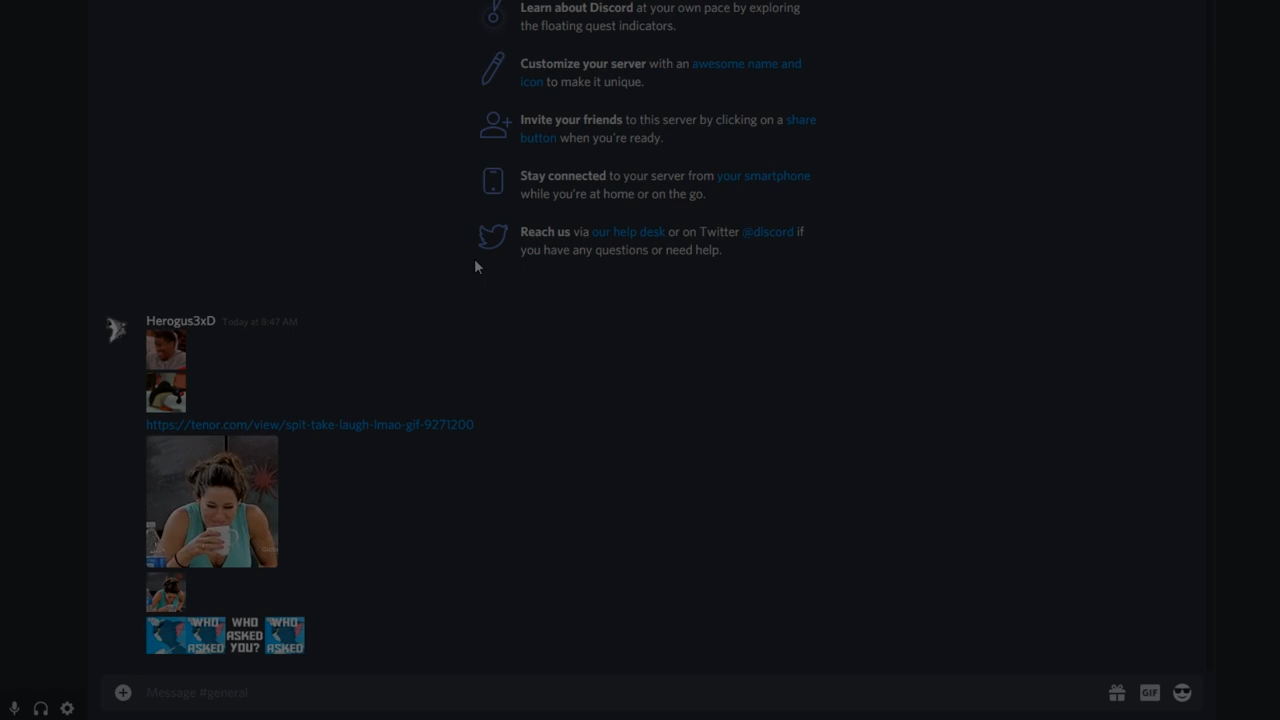 Learn about Discord at your own pace by exploring
the floating quest indicators.
Customize your server with an awesome name and
icon to make it unique.
Invite your friends to this server by clicking on a share
button when you're ready.
Stay connected to your server from your smartphone
while you're at home or on the go.
Reach us via our help desk or on Twitter @discord if
you have any questions or need help.
Herogus3xD Today at 8:47 AM
https://tenor.com/view/spit-take-laugh-lmao-gif-9271200
WHO ASKED
WHO ASKED YOU?
WHO ASKED
Message #general
GIF